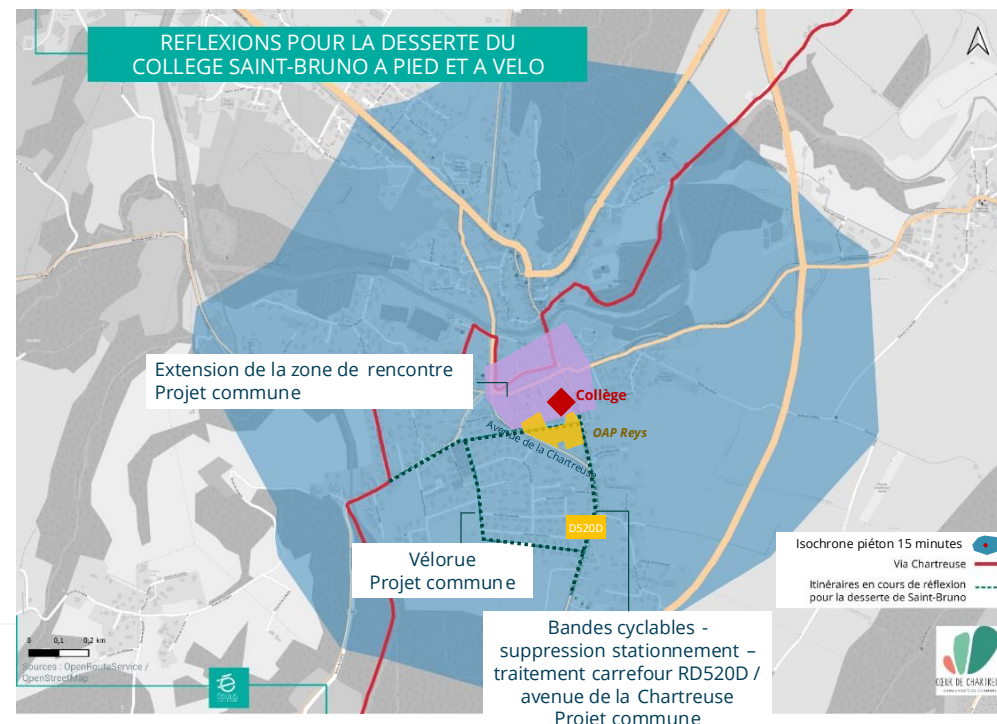 REFLEXIONS POUR LA DESSERTE DU
COLLEGE SAINT-BRUNO A PIED ET A VELO
Extension de la zone de rencontre
Projet commune
Collège
OAP Reys
Avenue de la Chartreuse
D520D
Vélorue
Projet commune
Bandes cyclables -
suppression stationnement –
traitement carrefour RD520D /
avenue de la Chartreuse
Projet commune
Isochrone piéton 15 minutes
Via Chartreuse
Itinéraires en cours de réflexion
pour la desserte de Saint-Bruno
0 0,1 0,2 km
Sources : OpenRouteService /
OpenStreetMap
CŒUR DE CHARTREUSE